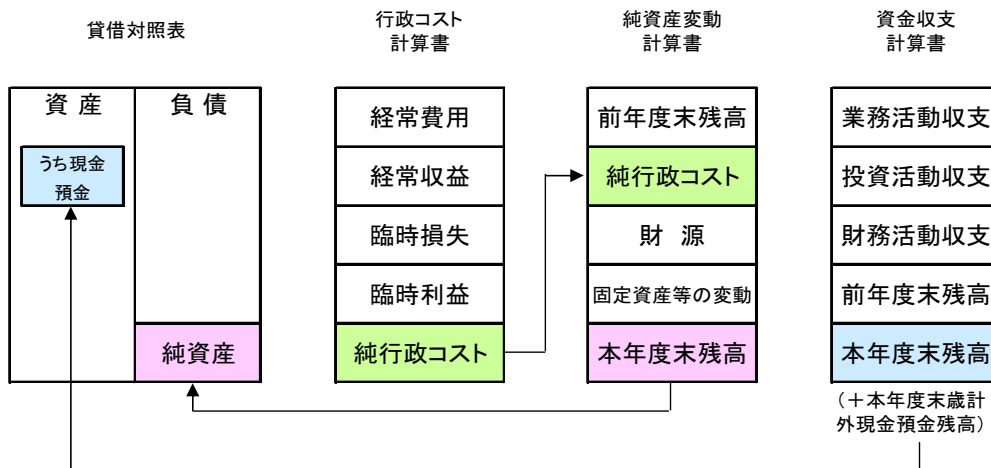 貸借対照表
資 産
負 債
うち現金
預金
純資産
行政コスト
計算書
経常費用
経常収益
臨時損失
臨時利益
純行政コスト
純資産変動
計算書
前年度末残高
純行政コスト
財 源
固定資産等の変動
本年度末残高
資金収支
計算書
業務活動収支
投資活動収支
財務活動収支
前年度末残高
本年度末残高
（＋本年度末歳計
外現金預金残高）